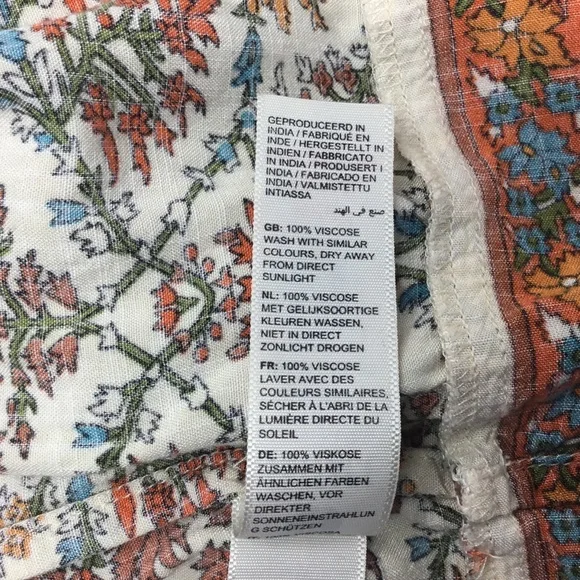 GEPRODUCEERD IN
INDIA / FABRIQUÉ EN
INDE / HERGESTELLT IN
INDIEN / FABBRICATO
IN INDIA / PRODUSERT I
INDIA / FABRICADO EN
INDIA / VALMISTETTU
INTIASSA
صنع في الهند
GB: 100% VISCOSE
WASH WITH SIMILAR
COLOURS, DRY AWAY
FROM DIRECT
SUNLIGHT
NL: 100% VISCOSE
MET GELIJKSOORTIGE
KLEUREN WASSEN,
NIET IN DIRECT
ZONLICHT DROGEN
FR: 100% VISCOSE
LAVER AVEC DES
COULEURS SIMILAIRES,
SÉCHER À L'ABRI DE LA
LUMIÈRE DIRECTE DU
SOLEIL
DE: 100% VISKOSE
ZUSAMMEN MIT
ÄHNLICHEN FARBEN
WASCHEN, VOR
DIREKTER
SONNENEINSTRAHLUN
G SCHÜTZEN